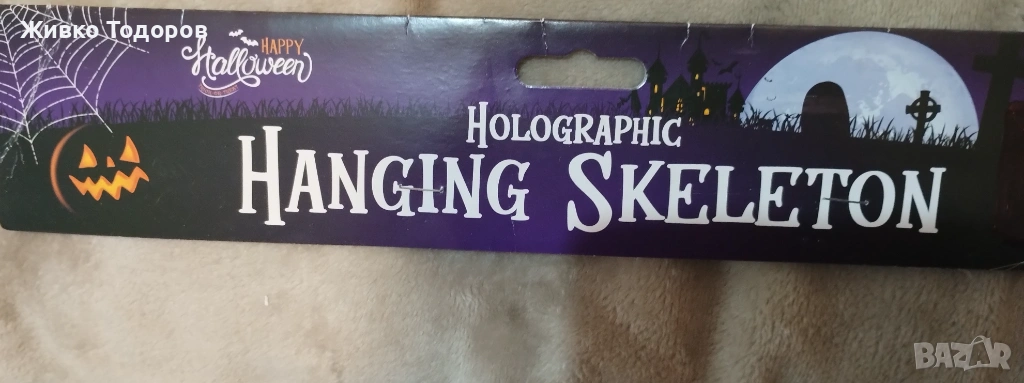 Живко Тодоров
HAPPY
Halloween
HOLOGRAPHIC
HANGING SKELETON
BAZAR